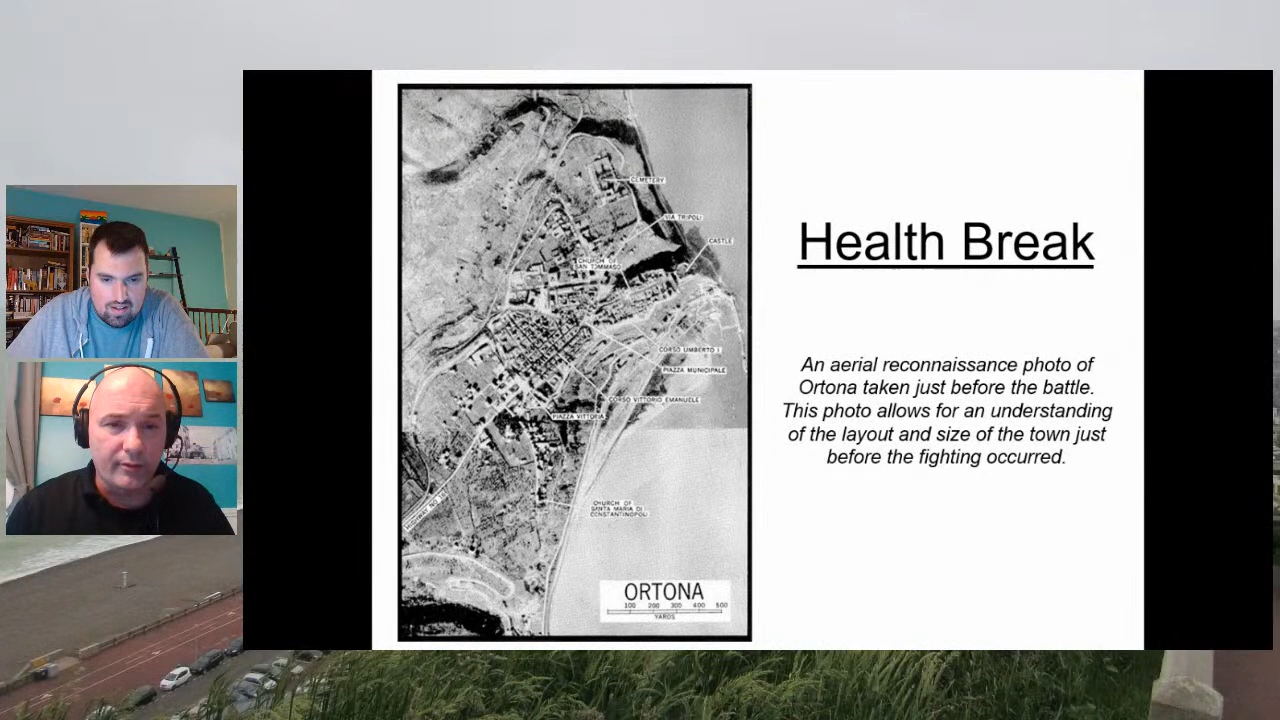 CEMETERY
VIA TRIPOLI
CASTLE
CHURCH OF
SAN TOMMASO
CORSO UMBERTO I
PIAZZA MUNICIPALE
CORSO VITTORIO EMANUELE
PIAZZA VITTORIA
CHURCH OF
SANTA MARIA DI
CONSTANTINOPOLI
ORTONA
100 200 300 400 500
YARDS
Health Break
An aerial reconnaissance photo of
Ortona taken just before the battle.
This photo allows for an understanding
of the layout and size of the town just
before the fighting occurred.